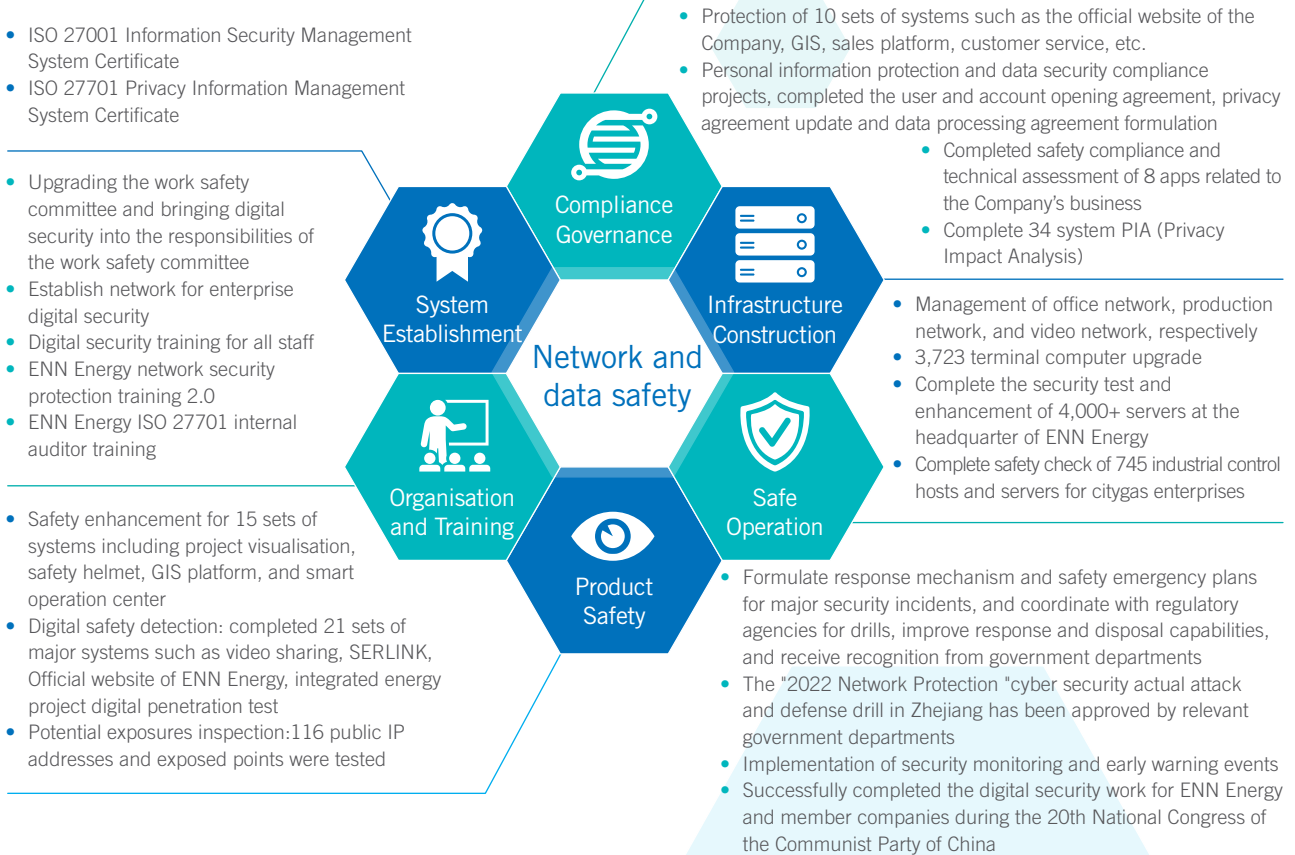 • ISO 27001 Information Security Management
System Certificate
• ISO 27701 Privacy Information Management
System Certificate
• Upgrading the work safety
committee and bringing digital
security into the responsibilities of
the work safety committee
• Establish network for enterprise
digital security
• Digital security training for all staff
• ENN Energy network security
protection training 2.0
• ENN Energy ISO 27701 internal
auditor training
• Safety enhancement for 15 sets of
systems including project visualisation,
safety helmet, GIS platform, and smart
operation center
• Digital safety detection: completed 21 sets of
major systems such as video sharing, SERLINK,
Official website of ENN Energy, integrated energy
project digital penetration test
• Potential exposures inspection:116 public IP
addresses and exposed points were tested
Compliance
Governance
System
Establishment
Infrastructure
Construction
Network and
data safety
Organisation
and Training
Safe
Operation
Product
Safety
• Protection of 10 sets of systems such as the official website of the
Company, GIS, sales platform, customer service, etc.
• Personal information protection and data security compliance
projects, completed the user and account opening agreement, privacy
agreement update and data processing agreement formulation
• Completed safety compliance and
technical assessment of 8 apps related to
the Company's business
• Complete 34 system PIA (Privacy
Impact Analysis)
• Management of office network, production
network, and video network, respectively
• 3,723 terminal computer upgrade
• Complete the security test and
enhancement of 4,000+ servers at the
headquarter of ENN Energy
• Complete safety check of 745 industrial control
hosts and servers for citygas enterprises
• Formulate response mechanism and safety emergency plans
for major security incidents, and coordinate with regulatory
agencies for drills, improve response and disposal capabilities,
and receive recognition from government departments
• The "2022 Network Protection "cyber security actual attack
and defense drill in Zhejiang has been approved by relevant
government departments
• Implementation of security monitoring and early warning events
• Successfully completed the digital security work for ENN Energy
and member companies during the 20th National Congress of
the Communist Party of China